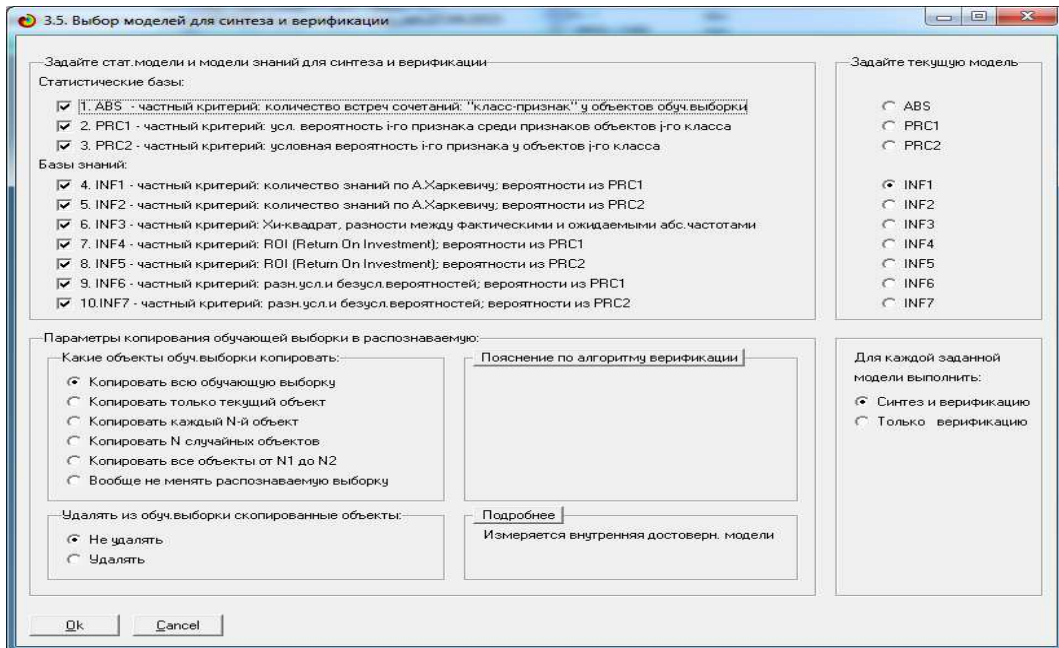 3.5. Выбор моделей для синтеза и верификации
Задайте стат.модели и модели знаний для синтеза и верификации
Статистические базы:
1. ABS - частный критерий: количество встреч сочетаний: "класс-признак" у объектов обуч.выборки
2. PRC1 - частный критерий: усл. вероятность i-го признака среди признаков объектов j-го класса
3. PRC2 - частный критерий: условная вероятность i-го признака у объектов j-го класса
Базы знаний:
4. INF1 - частный критерий: количество знаний по А.Харкевичу; вероятности из PRC1
5. INF2 - частный критерий: количество знаний по А.Харкевичу; вероятности из PRC2
6. INF3 - частный критерий: Хи-квадрат, разности между фактическими и ожидаемыми абс.частотами
7. INF4 - частный критерий: ROI (Return On Investment); вероятности из PRC1
8. INF5 - частный критерий: ROI (Return On Investment); вероятности из PRC2
9. INF6 - частный критерий: разн.усл.и безусл.вероятностей; вероятности из PRC1
10.INF7 - частный критерий: разн.усл.и безусл.вероятностей; вероятности из PRC2
Задайте текущую модель
ABS
PRC1
PRC2
INF1
INF2
INF3
INF4
INF5
INF6
INF7
Параметры копирования обучающей выборки в распознаваемую:
Какие объекты обуч.выборки копировать:
Копировать всю обучающую выборку
Копировать только текущий объект
Копировать каждый N-й объект
Копировать N случайных объектов
Копировать все объекты от N1 до N2
Вообще не менять распознаваемую выборку
Пояснение по алгоритму верификации
Удалять из обуч.выборки скопированные объекты:
Не удалять
Удалять
Подробнее
Измеряется внутренняя достоверн. модели
Для каждой заданной
модели выполнить:
Синтез и верификацию
Только верификацию
Ok
Cancel